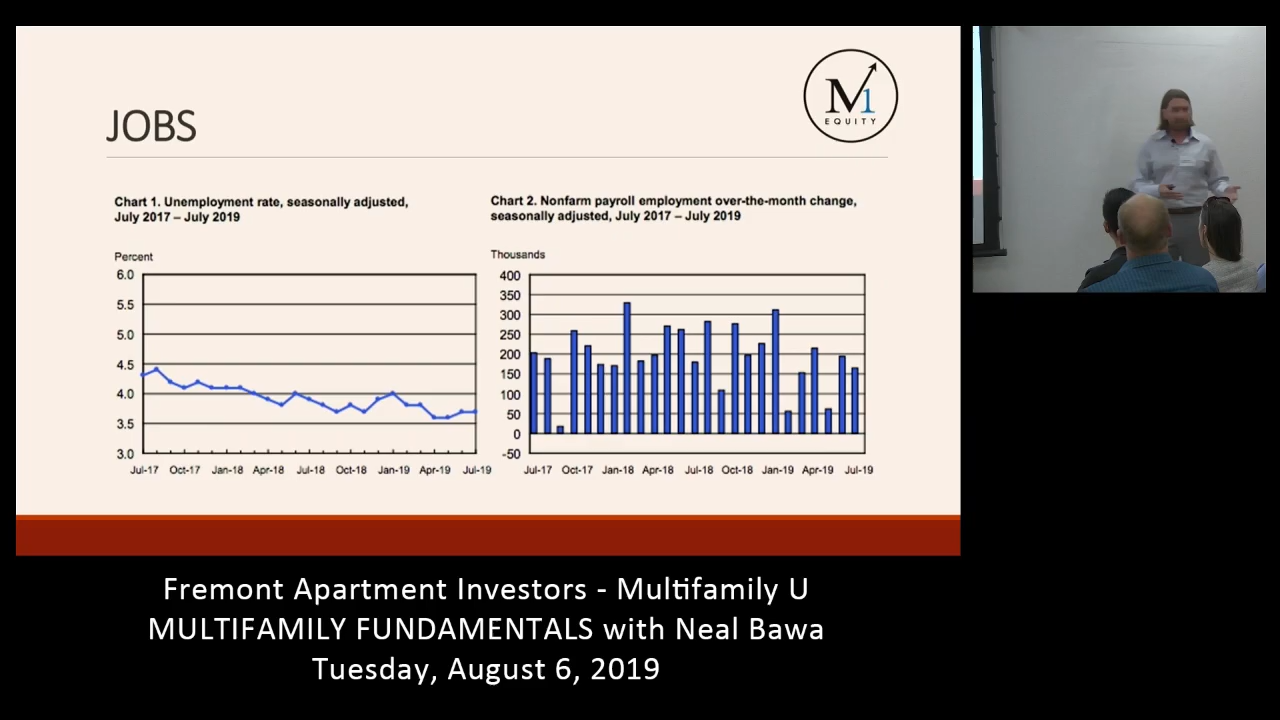 JOBS
M1
EQUITY
Chart 1. Unemployment rate, seasonally adjusted,
July 2017 – July 2019
Percent
6.0
5.5
5.0
4.5
4.0
3.5
3.0
Jul-17 Oct-17 Jan-18 Apr-18 Jul-18 Oct-18 Jan-19 Apr-19 Jul-19
Chart 2. Nonfarm payroll employment over-the-month change,
seasonally adjusted, July 2017 – July 2019
Thousands
400
350
300
250
200
150
100
50
0
-50
Jul-17 Oct-17 Jan-18 Apr-18 Jul-18 Oct-18 Jan-19 Apr-19 Jul-19
Fremont Apartment Investors - Multifamily U
MULTIFAMILY FUNDAMENTALS with Neal Bawa
Tuesday, August 6, 2019